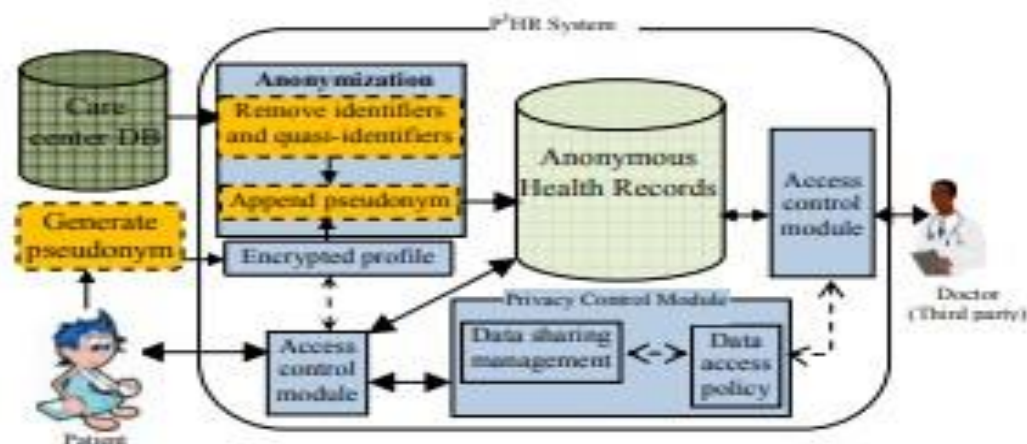 P³HR System
Care
center DB
Anonymization
Remove identifiers
and quasi-identifiers
Append pseudonym
Generate
pseudonym
Encrypted profile
Anonymous
Health Records
Access
control
module
Doctor
(Third party)
Privacy Control Module
Data sharing
management
Data
access
policy
Access
control
module
Patient